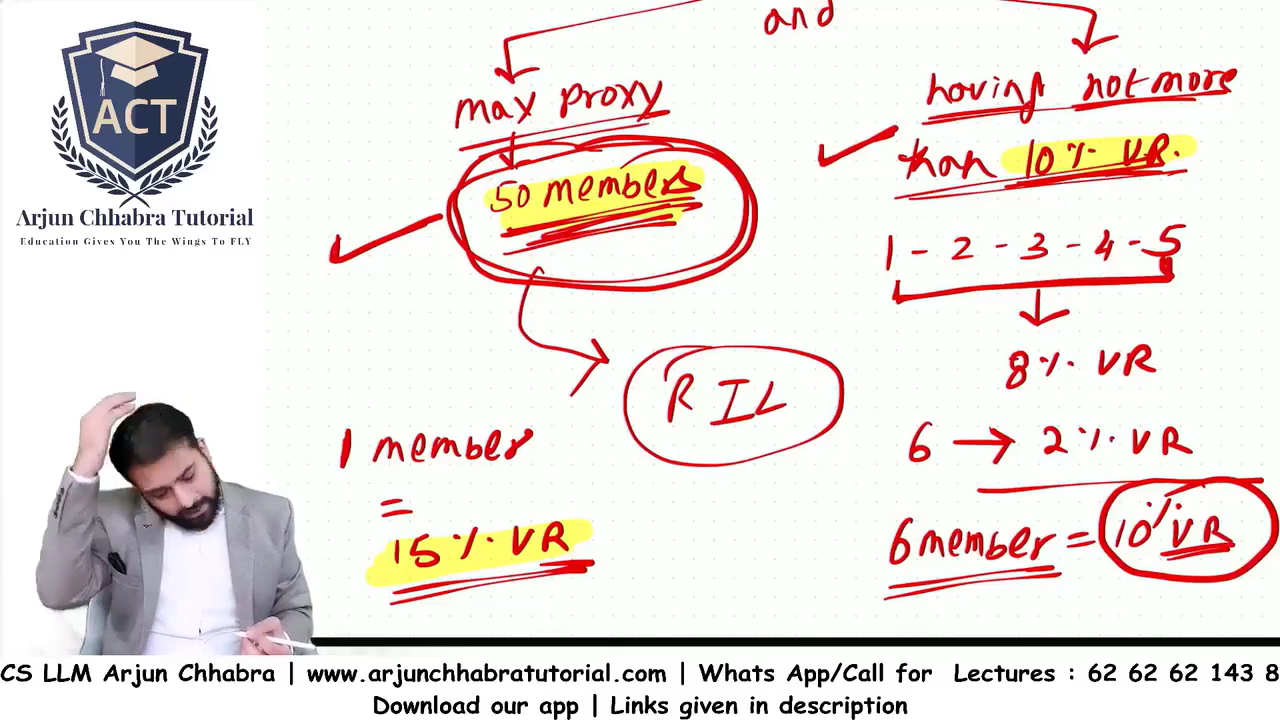 and
max proxy
50 members
RIL
1 member
=
15% VR
having not more
than 10% VR.
1 - 2 - 3 - 4 - 5
8% VR
6 → 2% VR
6 member = 10% VR
ACT
Arjun Chhabra Tutorial
Education Gives You The Wings To FLY
CS LLM Arjun Chhabra | www.arjunchhabratutorial.com | Whats App/Call for Lectures : 62 62 62 143 8
Download our app | Links given in description